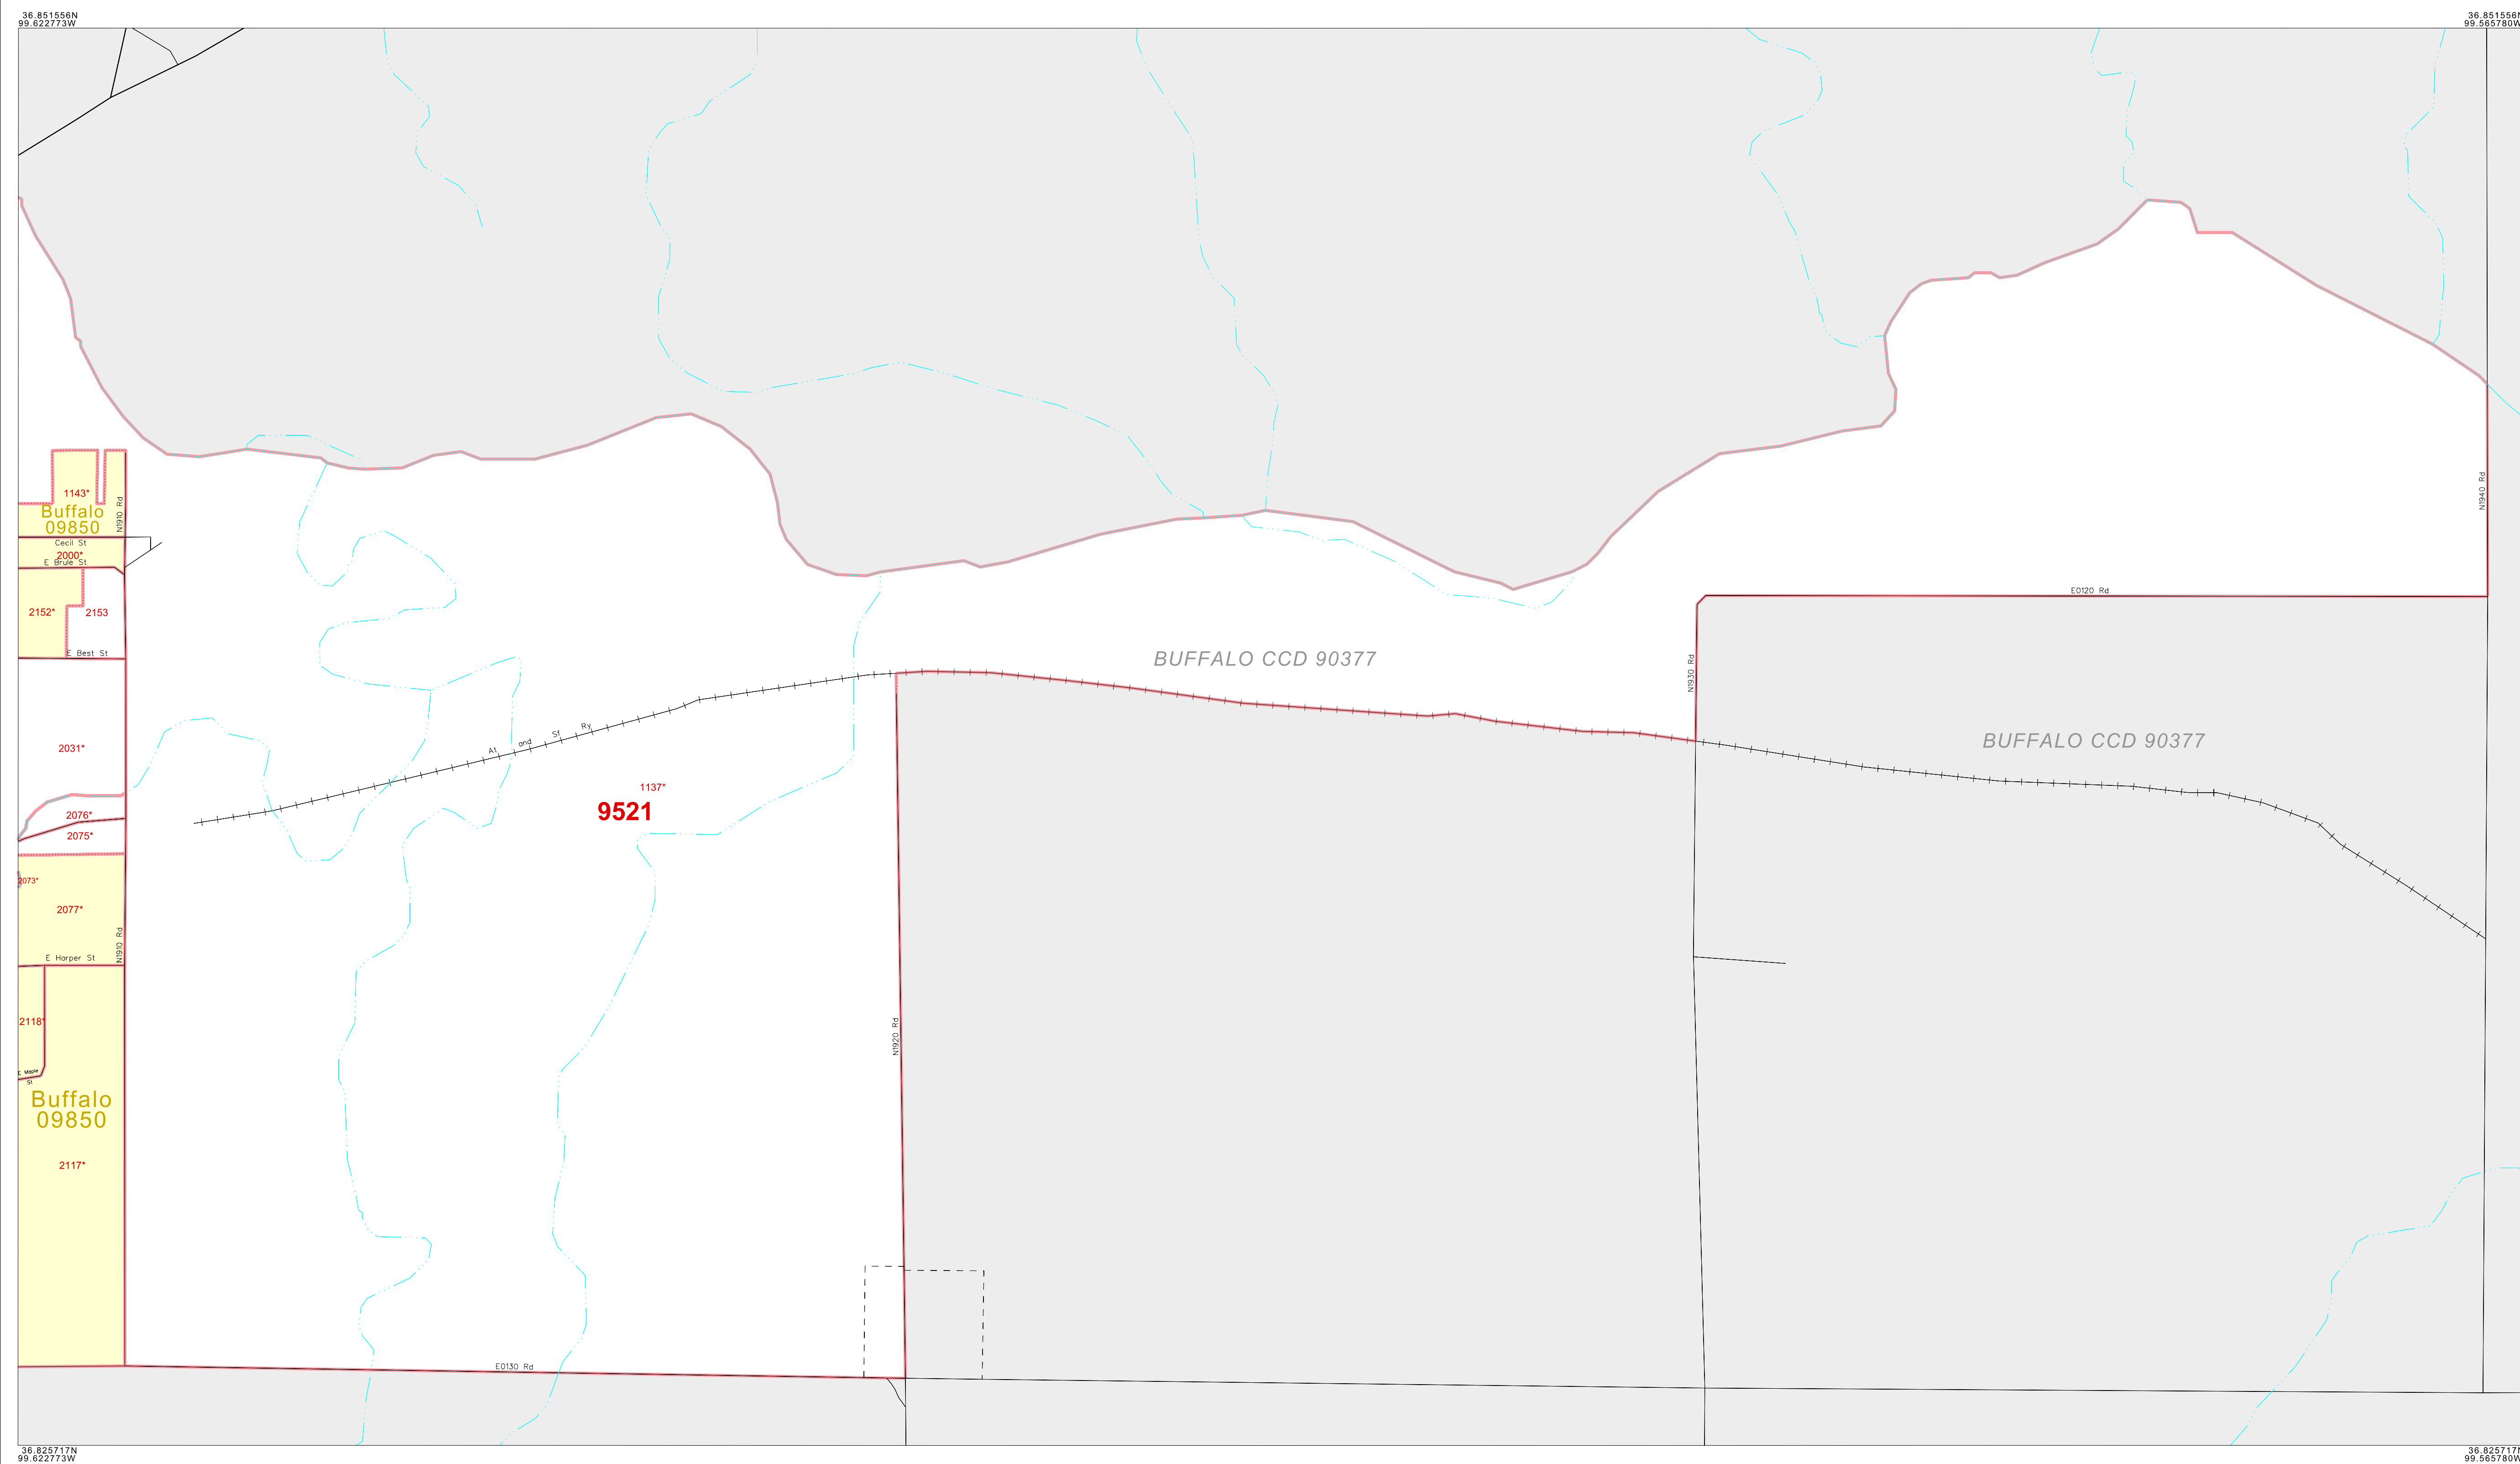 36.851556N
99.622773W
36.851556N
99.565780W
1143*
Buffalo
09850
N1910 Rd
N1940 Rd
Cecil St
2000*
E Brule St
2152*
2153
E0120 Rd
E Best St
BUFFALO CCD 90377
N1930 Rd
2031*
At and Sf Ry
BUFFALO CCD 90377
1137*
9521
2076*
2075*
2073*
2077*
N1910 Rd
E Harper St
2118*
N1920 Rd
E Maple
St
Buffalo
09850
2117*
E0130 Rd
36.825717N
99.622773W
36.825717N
99.565780W